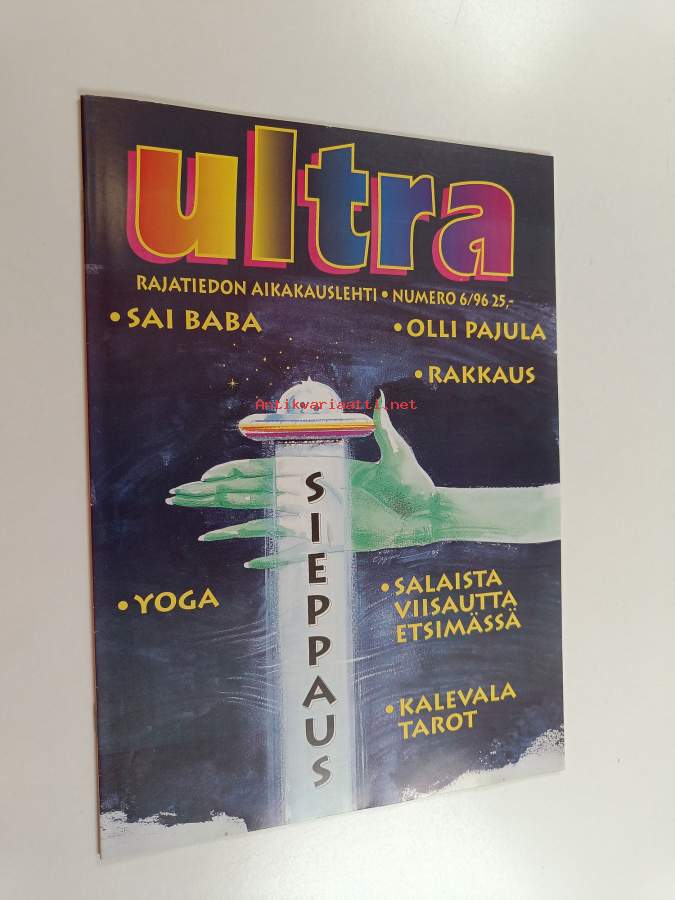 ultra
RAJATIEDON AIKAKAUSLEHTI • NUMERO 6/96 25,-
• SAI BABA
• OLLI PAJULA
• RAKKAUS
Antikvariaatti.net
SIEPPAUS
• YOGA
• SALAISTA
VIISAUTTA
ETSIMÄSSÄ
• KALEVALA
TAROT